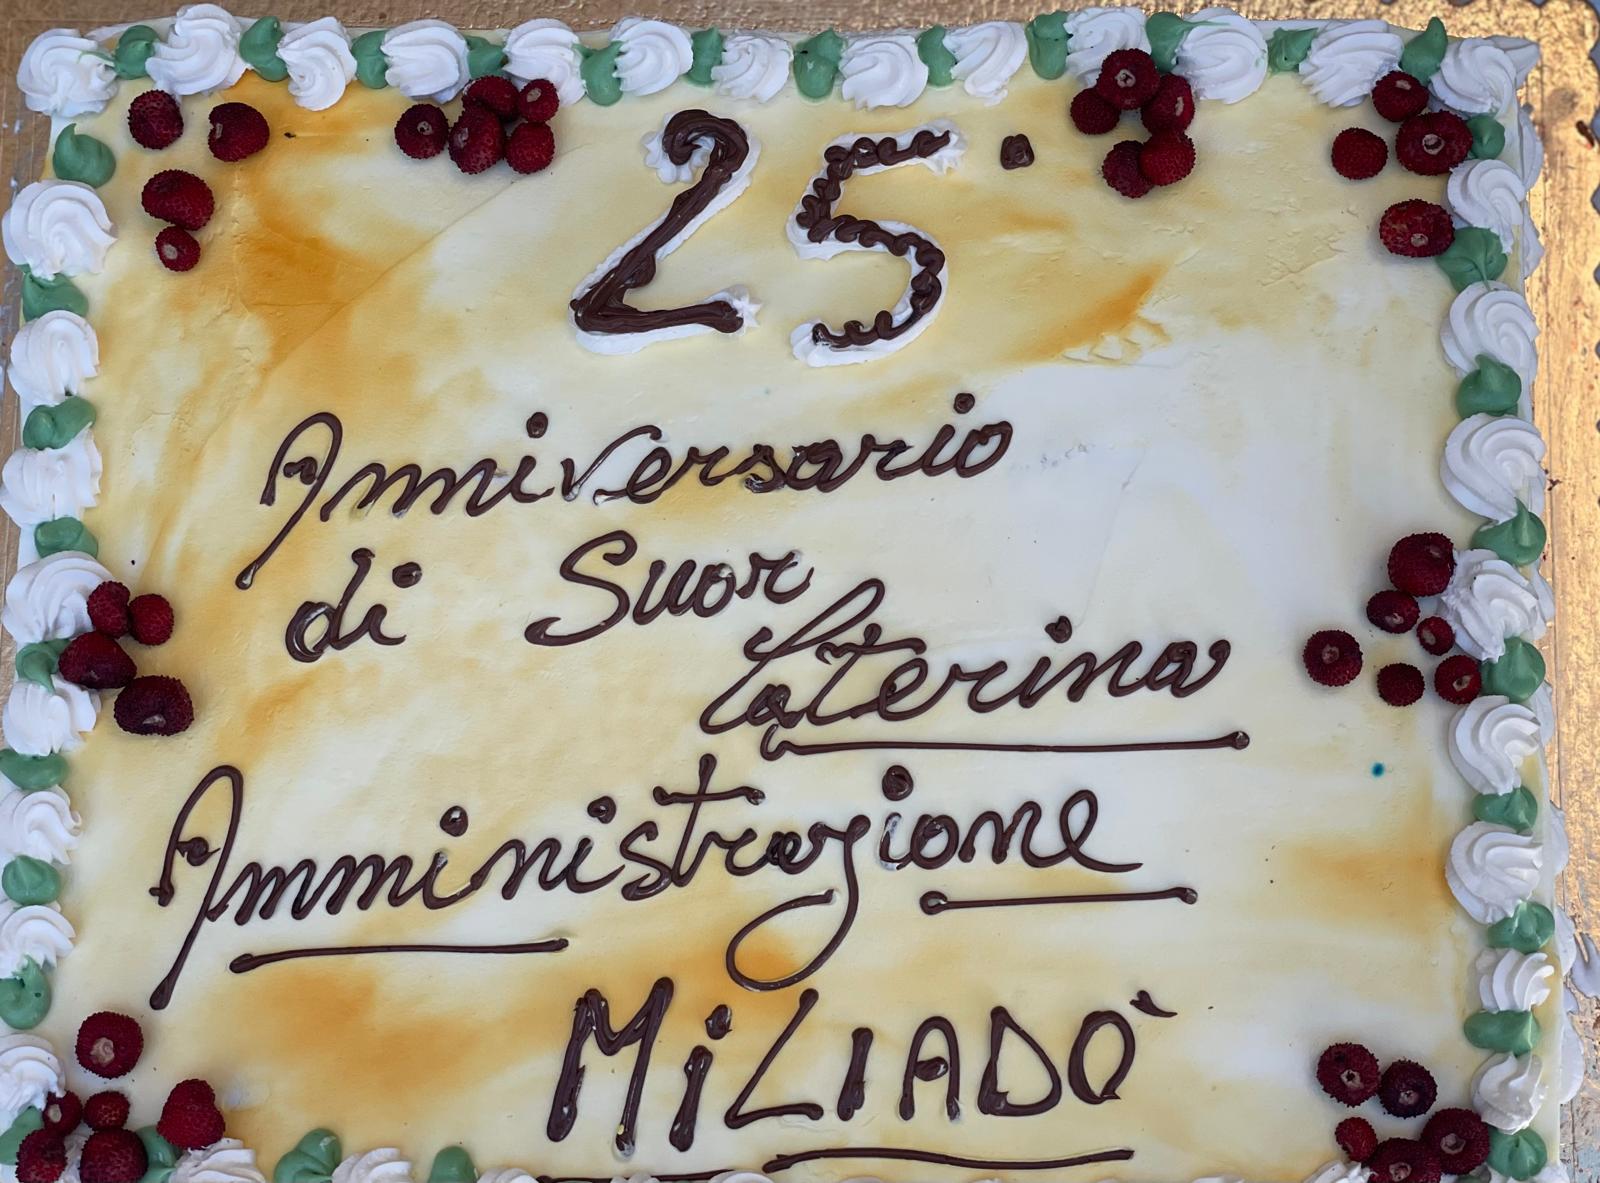 25°
Anniversario
di Suor
Caterina
Amministrazione
MiLIADÒ